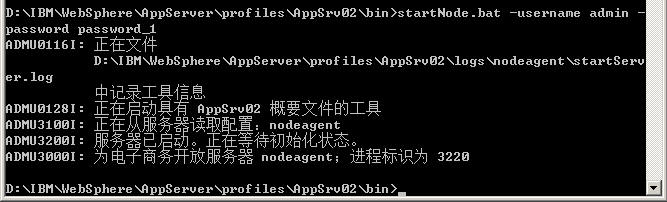 D:\IBM\WebSphere\AppServer\profiles\AppSrv02\bin>startNode.bat -username admin -
password password_1
ADMU0116I: 正在文件
D:\IBM\WebSphere\AppServer\profiles\AppSrv02\logs\nodeagent\startServ
er.log
中记录工具信息
ADMU0128I: 正在启动具有 AppSrv02 概要文件的工具
ADMU3100I: 正在从服务器读取配置: nodeagent
ADMU3200I: 服务器已启动。正在等待初始化状态。
ADMU3000I: 为电子商务开放服务器 nodeagent; 进程标识为 3220
D:\IBM\WebSphere\AppServer\profiles\AppSrv02\bin>